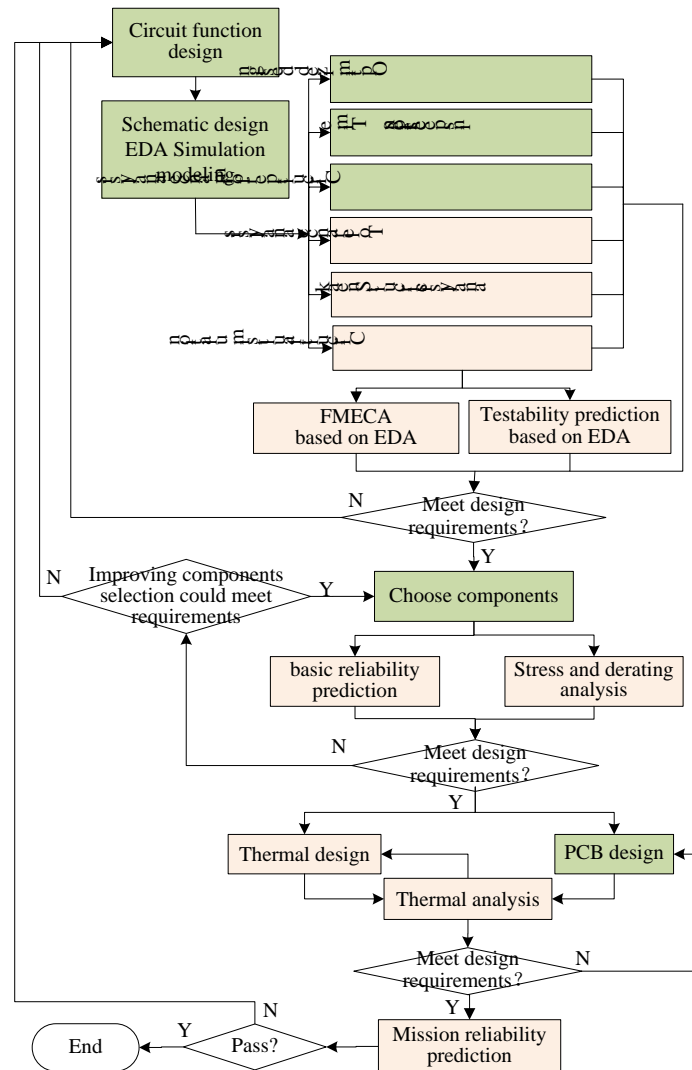 Circuit function
design
Schematic design
EDA Simulation
modeling
FMECA
based on EDA
Testability prediction
based on EDA
N
Meet design
requirements?
Y
N
Improving components
selection could meet
requirements
Y
Choose components
basic reliability
prediction
Stress and derating
analysis
N
Meet design
requirements?
Y
Thermal design
PCB design
Thermal analysis
Meet design
requirements?
N
Y
N
Y
End
Pass?
Mission reliability
prediction